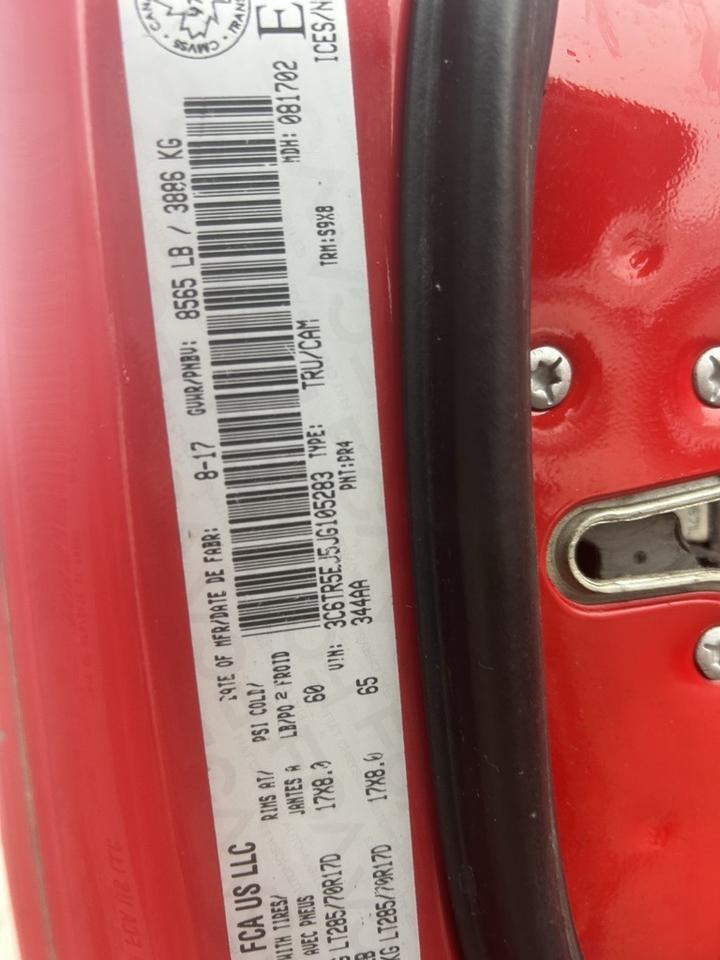 CMVSS
FCA US LLC
DATE OF MFR/DATE DE FABR: 8-17 GVWR/PNBV: 8565 LB / 3886 KG
WITH TIRES/ RIMS AT/ PSI COLD/
AVEC PNEUS JANTES A LB/PO 2 FROID
LT285/70R17D 17X8.0 60
LT285/70R17D 17X8.0 65
MDH: 081702
VIN: 3C6TR5EJ5JG105283 TYPE: TRU/CAM ICES/N
344AA PNT:PR4 TRM:S9X8
E